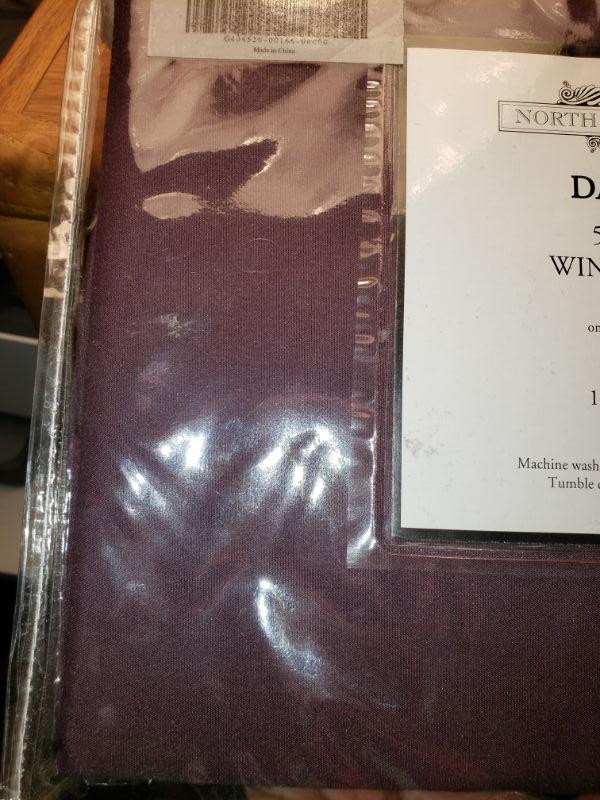 Made in China
NORTH
DA
5
WIN
on
1
Machine wash
Tumble